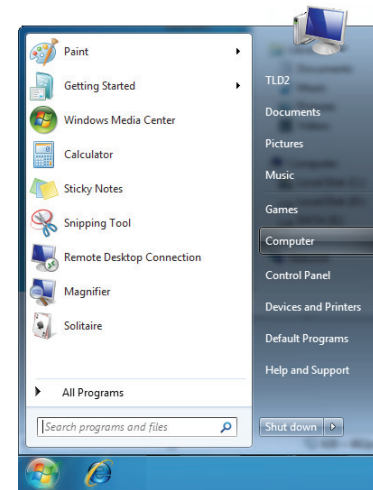 Paint
Getting Started
Windows Media Center
Calculator
Sticky Notes
Snipping Tool
Remote Desktop Connection
Magnifier
Solitaire
All Programs
Search programs and files
TLD2
Documents
Pictures
Music
Games
Computer
Control Panel
Devices and Printers
Default Programs
Help and Support
Shut down